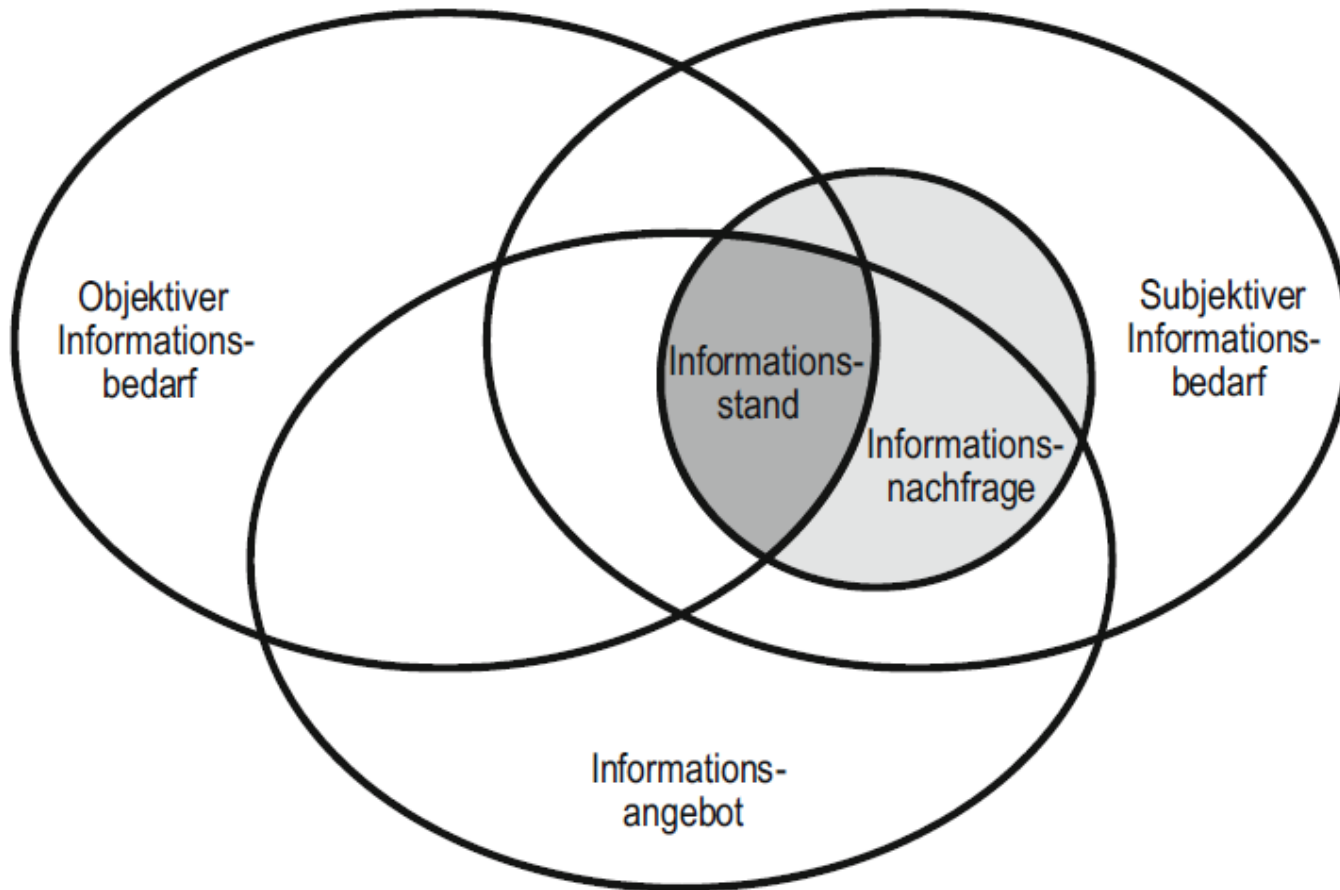 Objektiver
Informations-
bedarf
Subjektiver
Informations-
bedarf
Informations-
stand
Informations-
nachfrage
Informations-
angebot